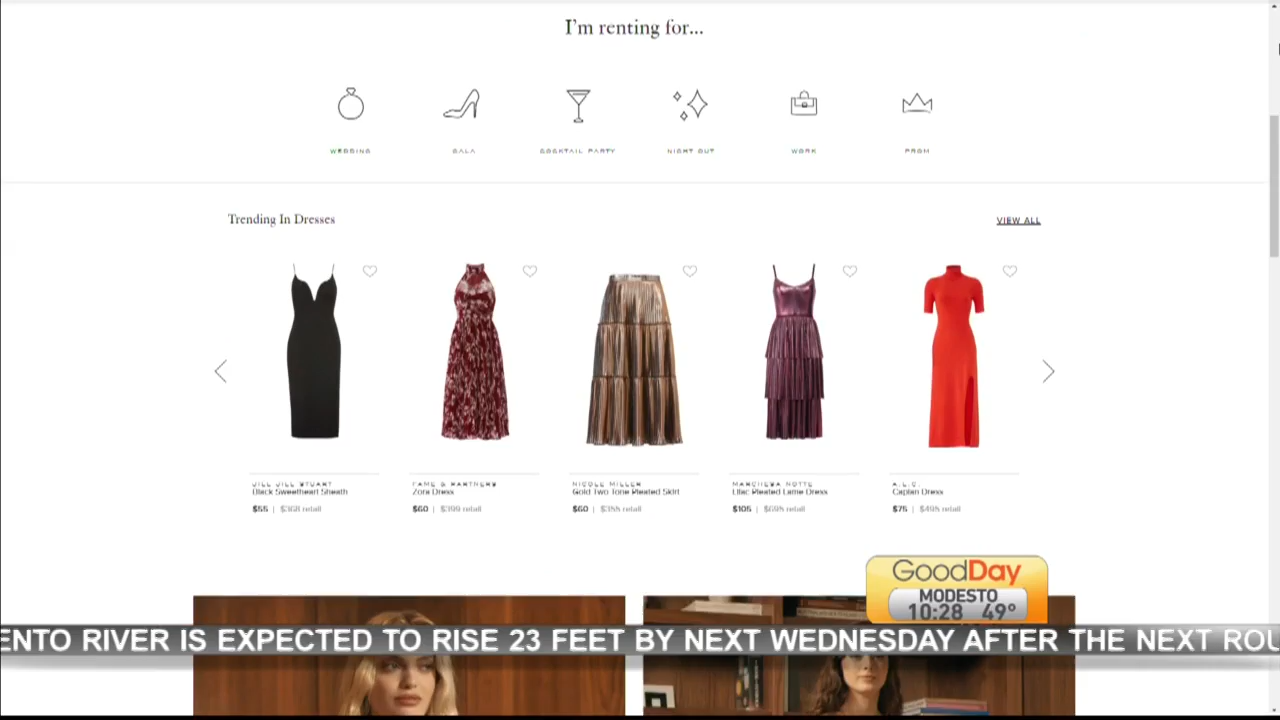 I'm renting for...
WEDDING
GALA
COCKTAIL PARTY
NIGHT OUT
WORK
PROM
Trending In Dresses
VIEW ALL
JILL JILL STUART
Black Sweetheart Sheath
$55 | $368 retail
FAME & PARTNERS
Zora Dress
$60 | $399 retail
NICOLE MILLER
Gold Two Tone Pleated Skirt
$60 | $355 retail
MARCHESA NOTTE
Lilac Pleated Lame Dress
$105 | $695 retail
A.L.C.
Caplan Dress
$75 | $495 retail
GoodDay
MODESTO
10:28 49°
ENTO RIVER IS EXPECTED TO RISE 23 FEET BY NEXT WEDNESDAY AFTER THE NEXT ROU